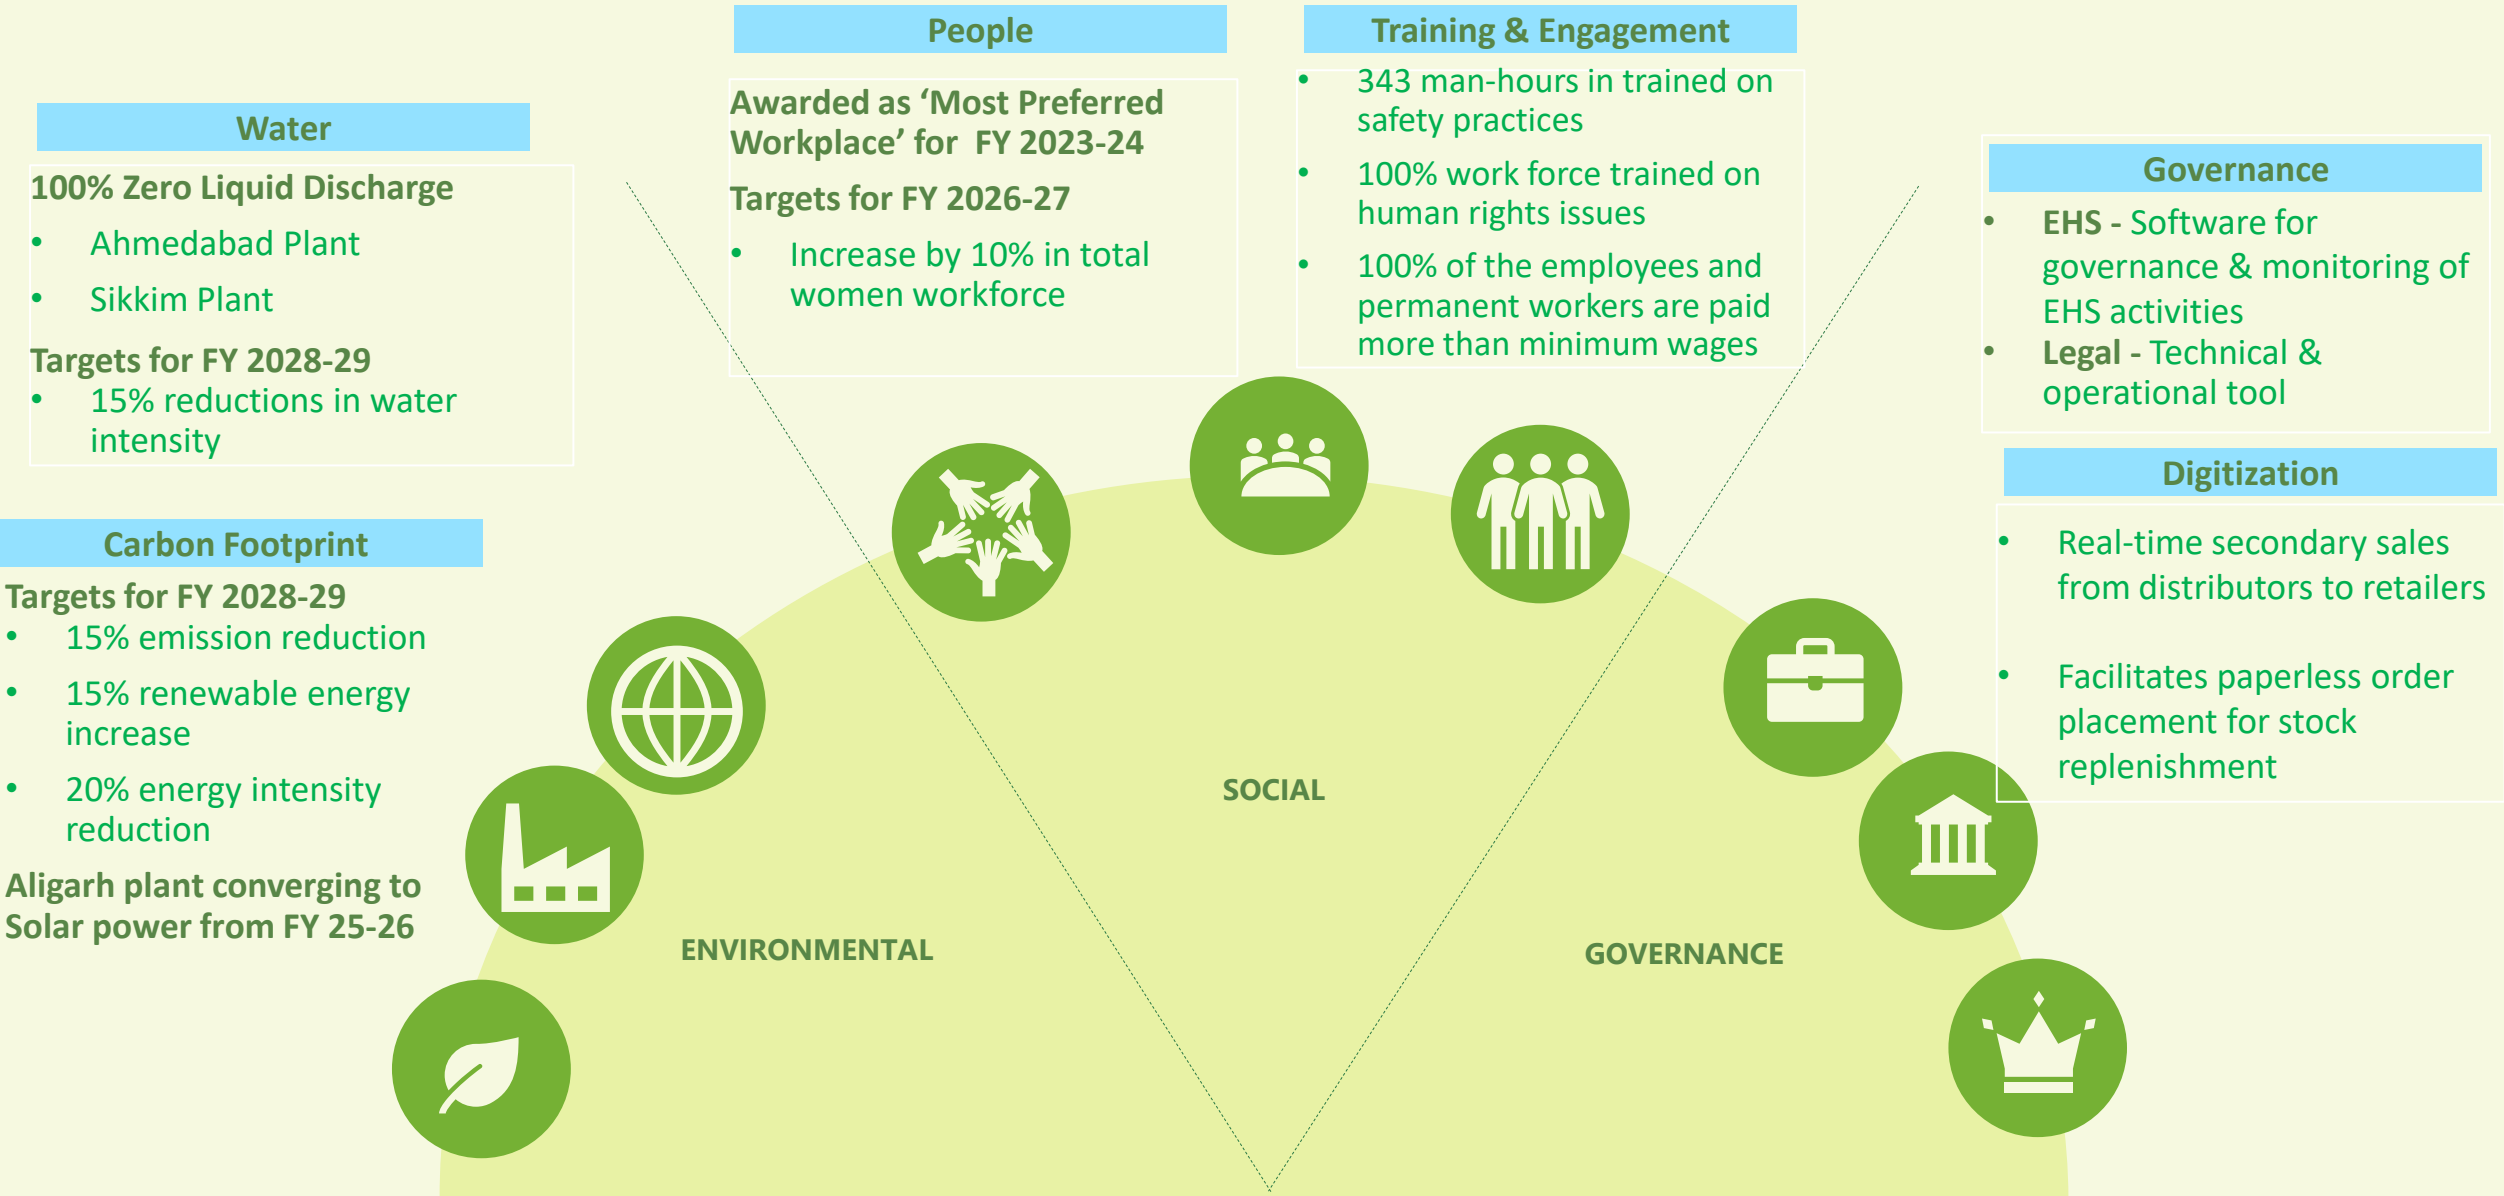 Water
100% Zero Liquid Discharge
• Ahmedabad Plant
• Sikkim Plant
Targets for FY 2028-29
• 15% reductions in water
intensity
Carbon Footprint
Targets for FY 2028-29
• 15% emission reduction
• 15% renewable energy
increase
• 20% energy intensity
reduction
Aligarh plant converging to
Solar power from FY 25-26
People
Awarded as ‘Most Preferred
Workplace’ for FY 2023-24
Targets for FY 2026-27
• Increase by 10% in total
women workforce
Training & Engagement
• 343 man-hours in trained on
safety practices
• 100% work force trained on
human rights issues
• 100% of the employees and
permanent workers are paid
more than minimum wages
Governance
• EHS - Software for
governance & monitoring of
EHS activities
• Legal - Technical &
operational tool
Digitization
• Real-time secondary sales
from distributors to retailers
• Facilitates paperless order
placement for stock
replenishment
ENVIRONMENTAL
SOCIAL
GOVERNANCE